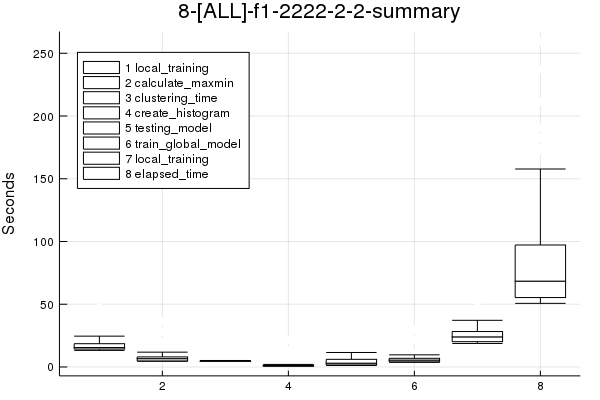 8-[ALL]-f1-2222-2-2-summary
250
200
150
100
50
0
Seconds
1 local_training
2 calculate_maxmin
3 clustering_time
4 create_histogram
5 testing_model
6 train_global_model
7 local_training
8 elapsed_time
2 4 6 8